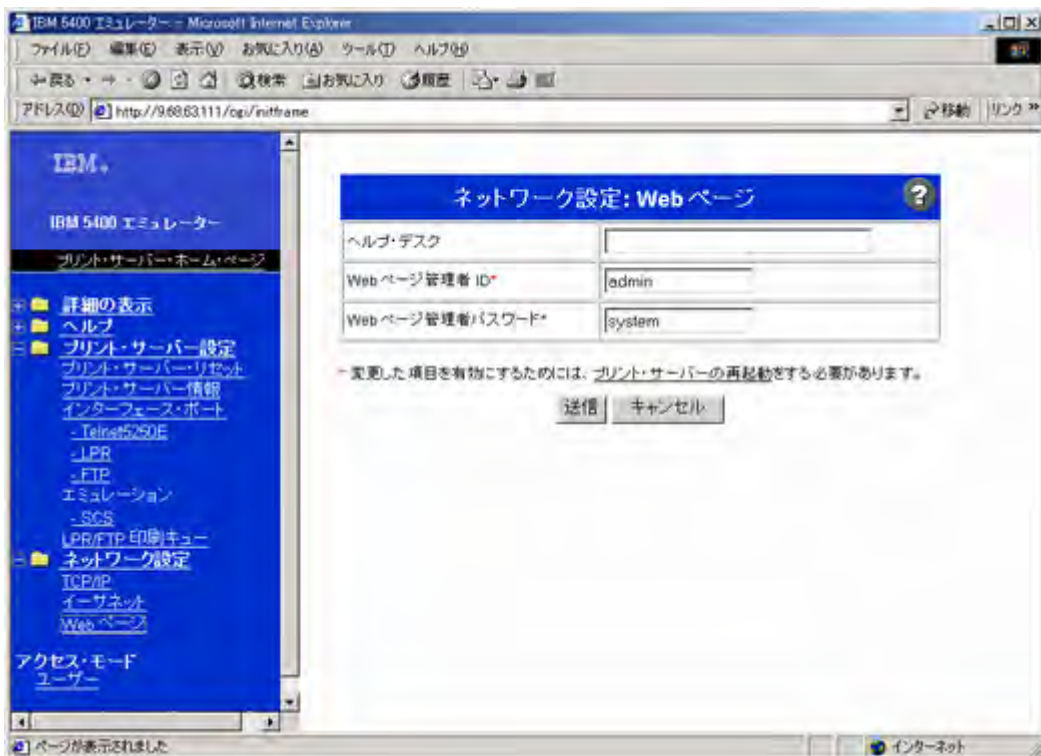 IBM 5400 エミュレーター - Microsoft Internet Explorer
ファイル(F) 編集(E) 表示(V) お気に入り(A) ツール(T) ヘルプ(H)
戻る 検索 お気に入り 履歴
アドレス(D) http://9.68.63.111/cgi/initframe 移動 リンク »
IBM.
IBM 5400 エミュレーター
プリント・サーバー・ホーム・ページ
詳細の表示
ヘルプ
プリント・サーバー設定
プリント・サーバー・リセット
プリント・サーバー情報
インターフェース・ポート
- Telnet5250E
- LPR
- FTP
エミュレーション
- SCS
LPR/FTP 印刷キュー
ネットワーク設定
TCP/IP
イーサネット
Web ページ
アクセス・モード
ユーザー
ネットワーク設定: Web ページ
?
ヘルプ・デスク
Web ページ管理者 ID* admin
Web ページ管理者パスワード* system
* 変更した項目を有効にするためには、プリント・サーバーの再起動をする必要があります。
送信 キャンセル
ページが表示されました
インターネット